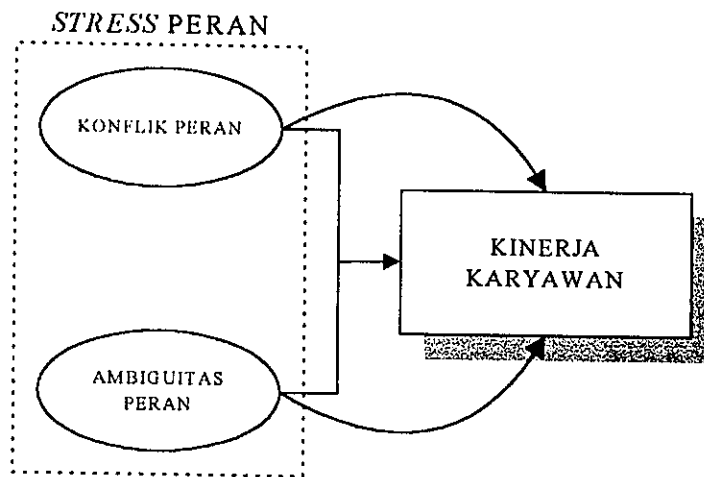 STRESS PERAN
KONFLIK PERAN
KINERJA
KARYAWAN
AMBIGUITAS
PERAN